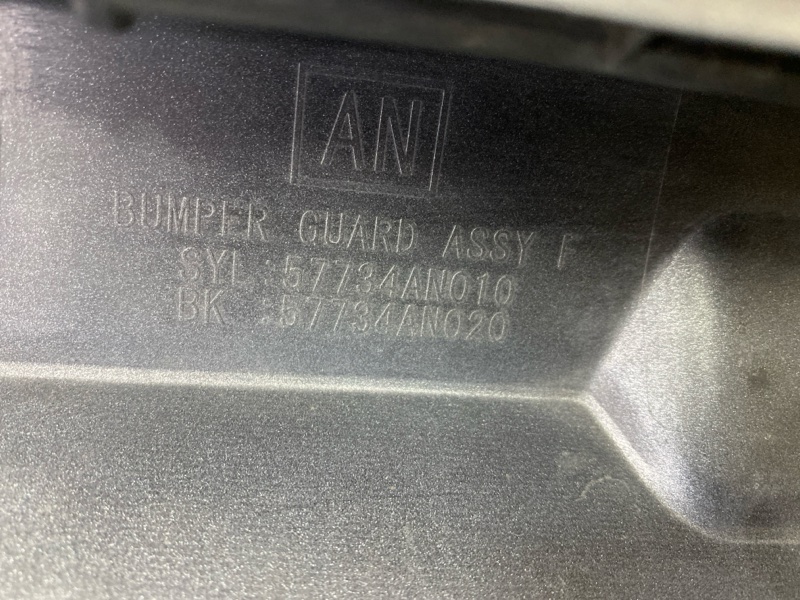 AN
BUMPER GUARD ASSY F
SYL :57734AN010
BK :57734AN020